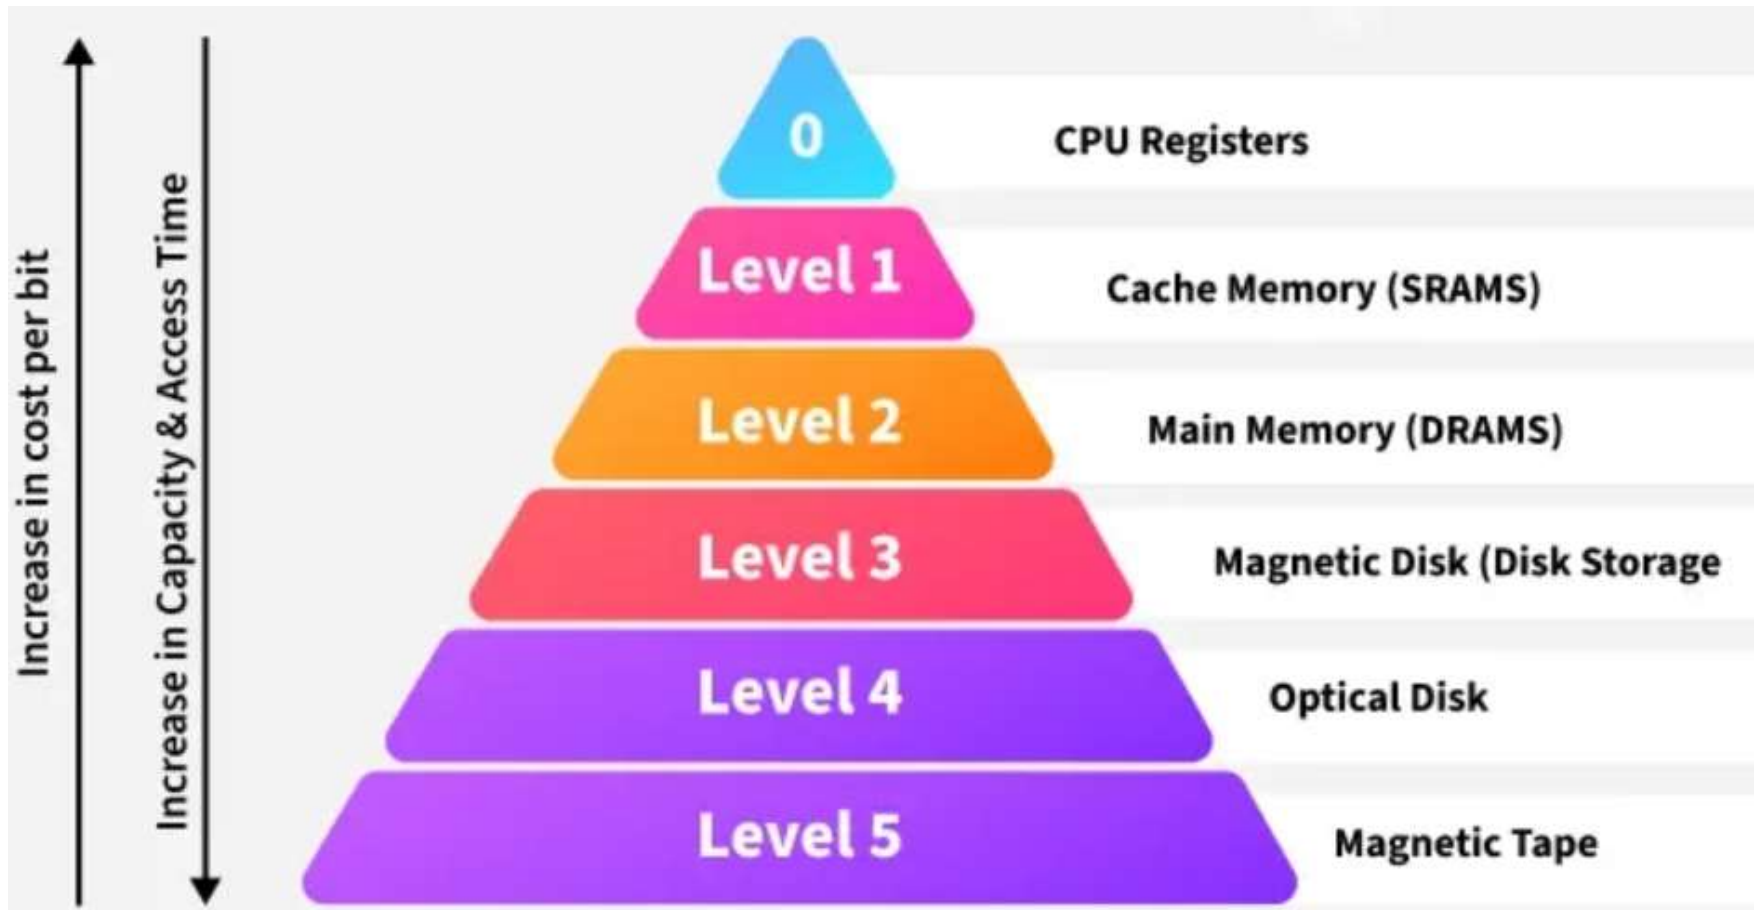 Increase in cost per bit
Increase in Capacity & Access Time
0
CPU Registers
Level 1
Cache Memory (SRAMS)
Level 2
Main Memory (DRAMS)
Level 3
Magnetic Disk (Disk Storage
Level 4
Optical Disk
Level 5
Magnetic Tape